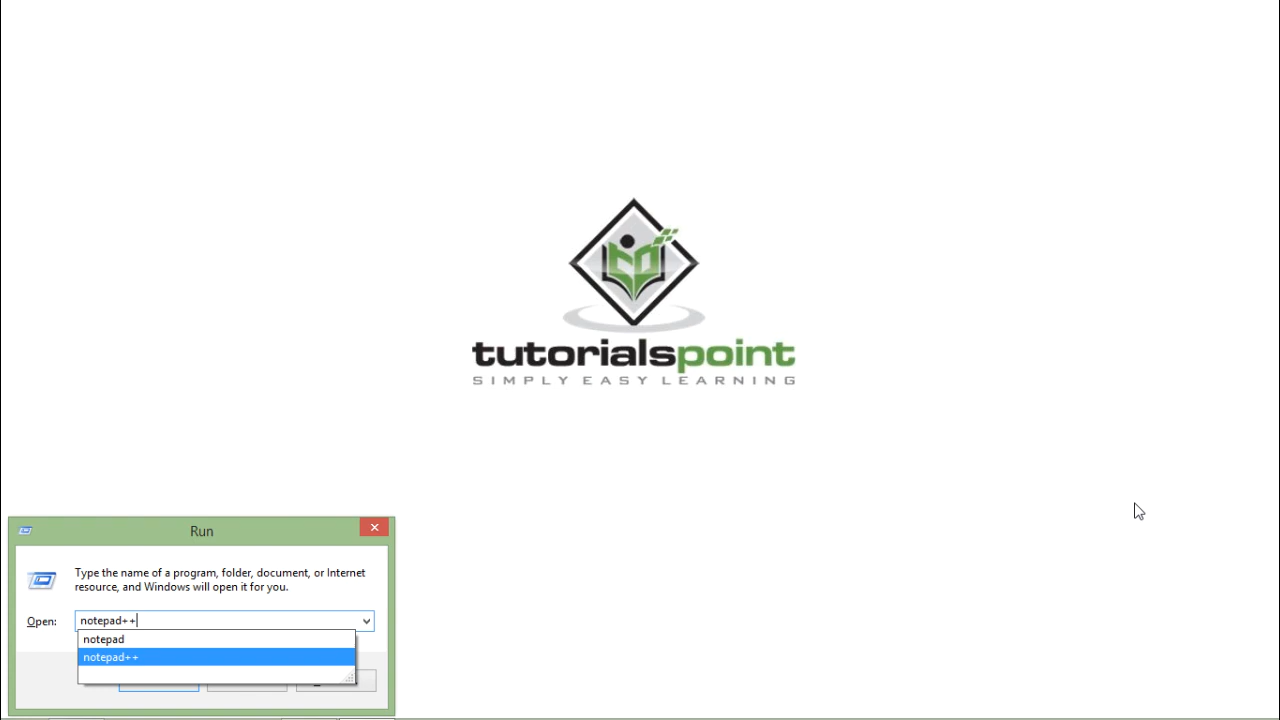 tutorialspoint
SIMPLY EASY LEARNING
Run
Type the name of a program, folder, document, or Internet
resource, and Windows will open it for you.
Open:
notepad++
notepad
notepad++